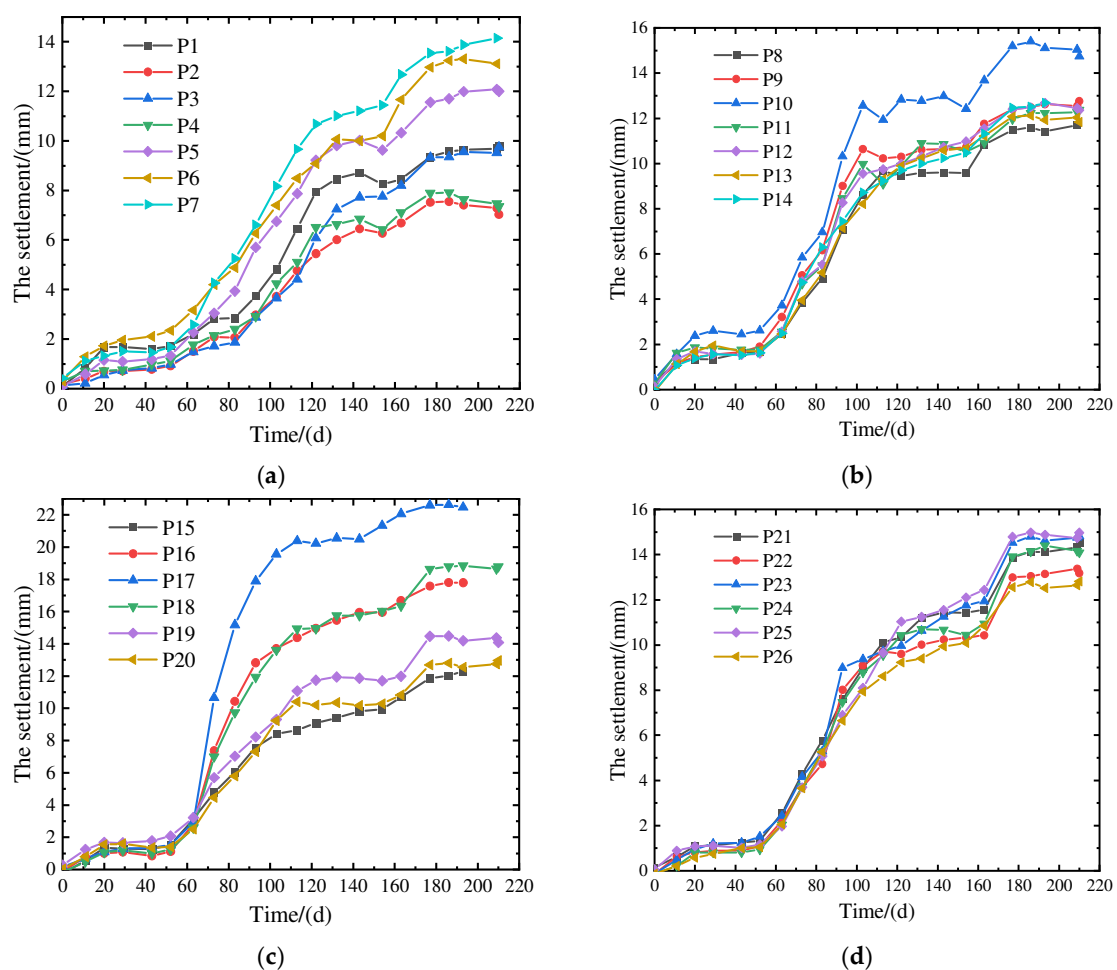 The settlement/(mm)
14
12
10
8
6
4
2
0
P1
P2
P3
P4
P5
P6
P7
0 20 40 60 80 100 120 140 160 180 200 220
Time/(d)
(a)
The settlement/(mm)
16
14
12
10
8
6
4
2
0
P8
P9
P10
P11
P12
P13
P14
0 20 40 60 80 100 120 140 160 180 200 220
Time/(d)
(b)
The settlement/(mm)
22
20
18
16
14
12
10
8
6
4
2
0
P15
P16
P17
P18
P19
P20
0 20 40 60 80 100 120 140 160 180 200 220
Time/(d)
(c)
The settlement/(mm)
16
14
12
10
8
6
4
2
0
P21
P22
P23
P24
P25
P26
0 20 40 60 80 100 120 140 160 180 200 220
Time/(d)
(d)